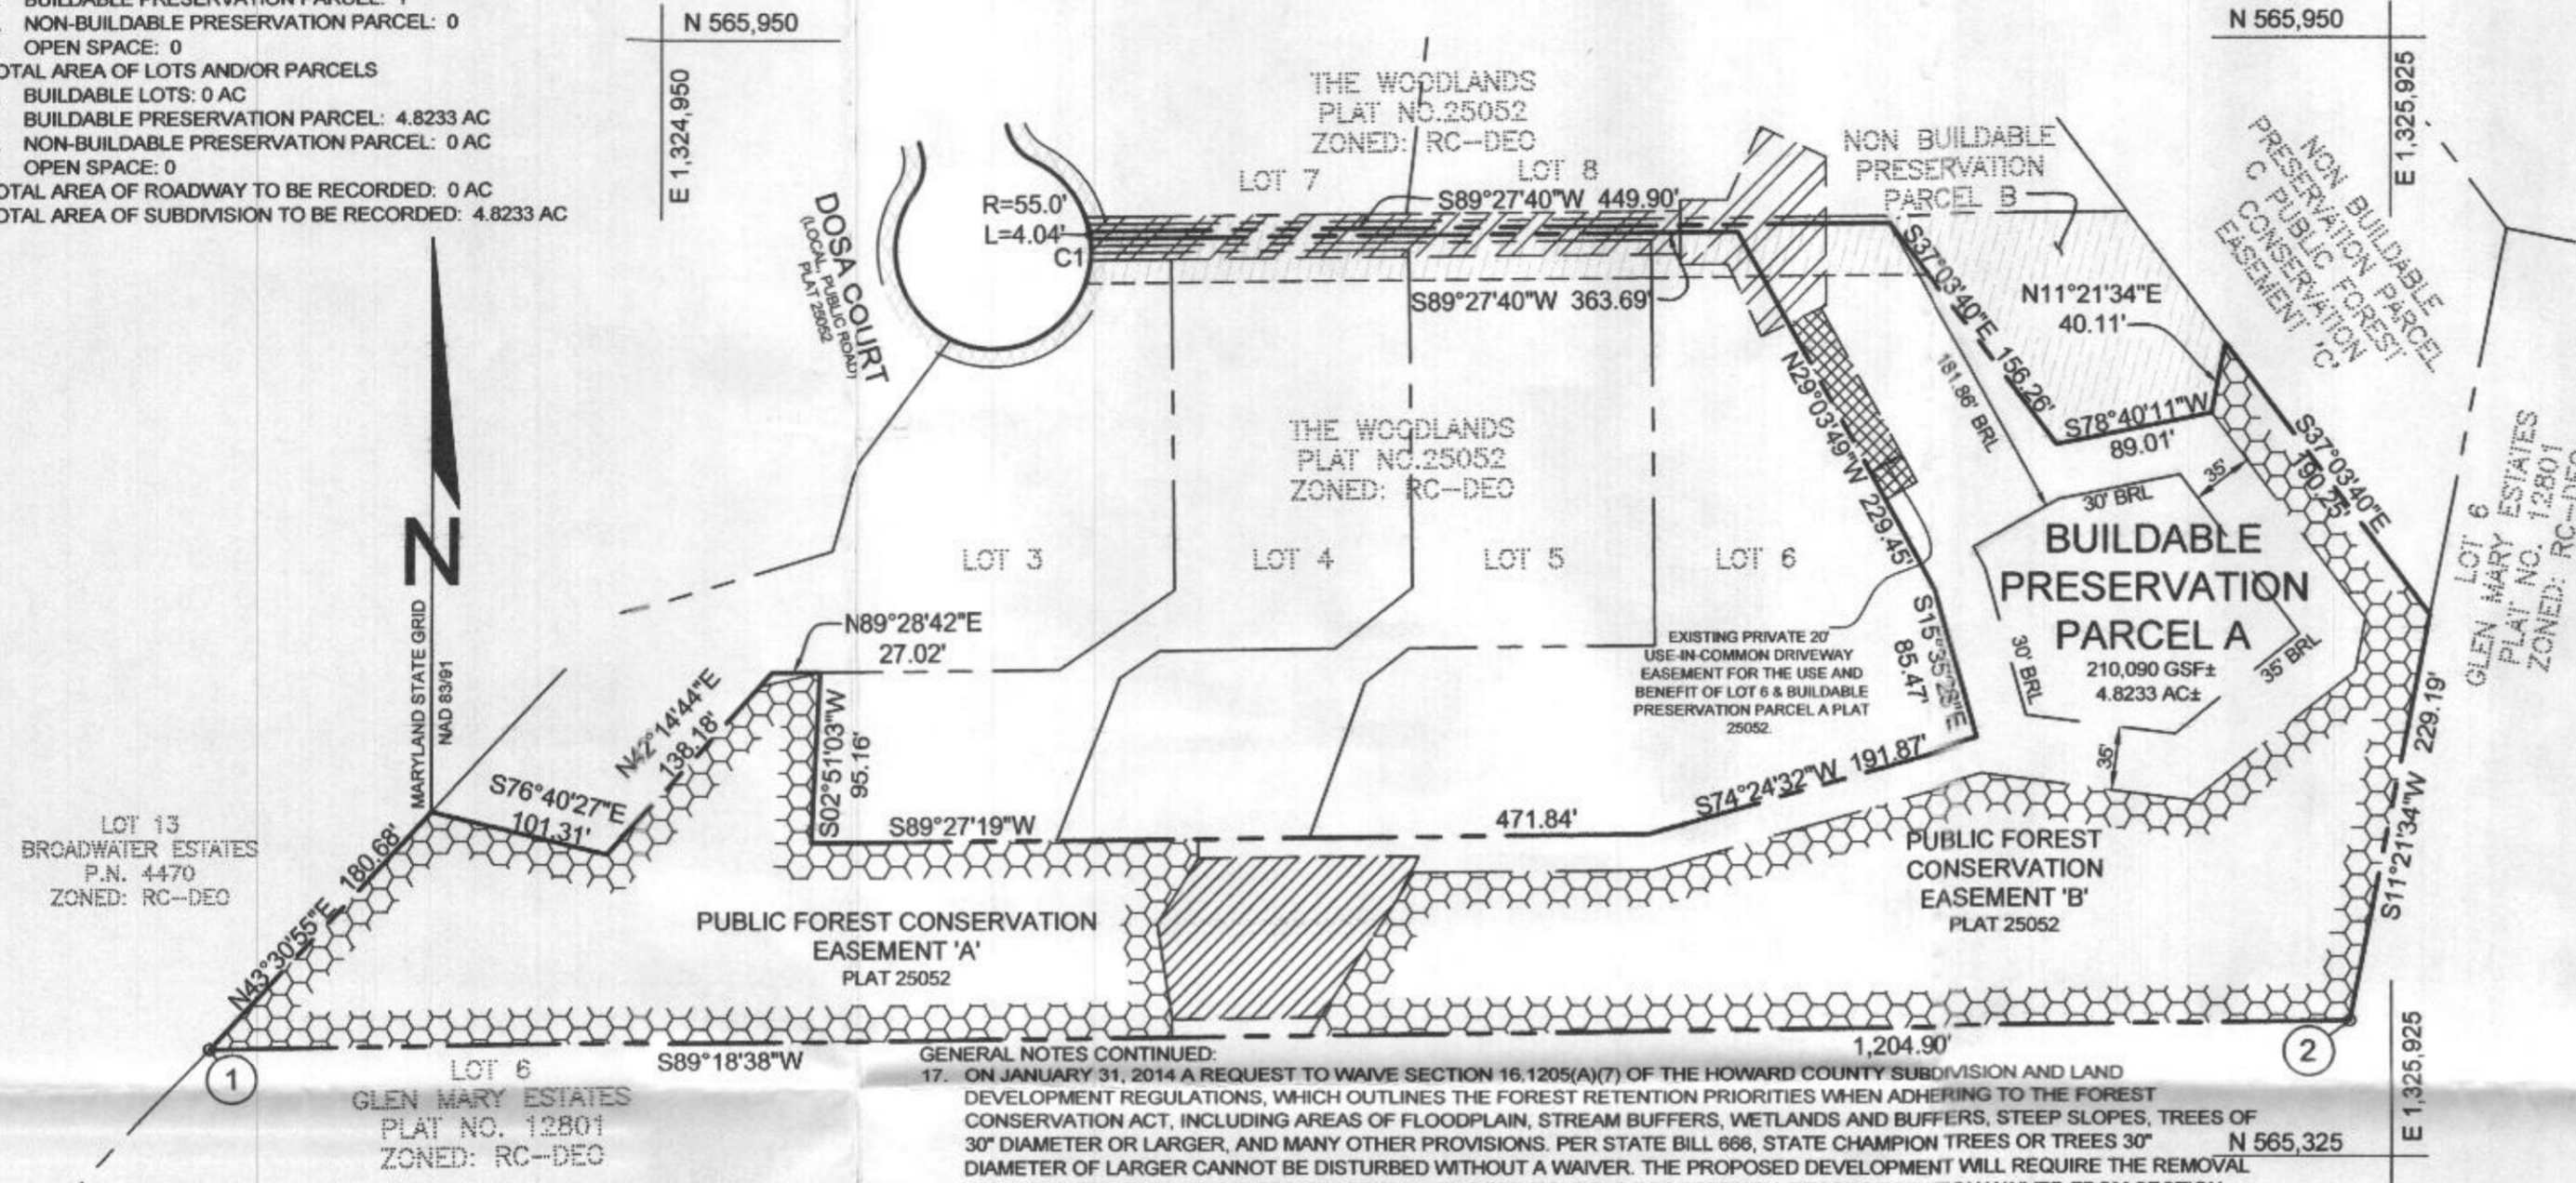 BUILDABLE PRESERVATION PARCEL: 1
NON-BUILDABLE PRESERVATION PARCEL: 0
OPEN SPACE: 0
OTAL AREA OF LOTS AND/OR PARCELS
BUILDABLE LOTS: 0 AC
BUILDABLE PRESERVATION PARCEL: 4.8233 AC
NON-BUILDABLE PRESERVATION PARCEL: 0 AC
OPEN SPACE: 0
OTAL AREA OF ROADWAY TO BE RECORDED: 0 AC
OTAL AREA OF SUBDIVISION TO BE RECORDED: 4.8233 AC
N 565,950
E 1,324,950
N 565,950
E 1,325,925
THE WOODLANDS
PLAT NO.25052
ZONED: RC-DEO
LOT 7
LOT 8
S89°27'40"W 449.90'
NON BUILDABLE
PRESERVATION
PARCEL B
NON BUILDABLE
PRESERVATION PARCEL
C PUBLIC FOREST
CONSERVATION
EASEMENT 'C'
DOSA COURT
(LOCAL, PUBLIC ROAD)
PLAT 25052
R=55.0'
L=4.04'
C1
S89°27'40"W 363.69'
S37°03'40"E 156.26'
N11°21'34"E
40.11'
181.86' BRL
S78°40'11"W
89.01'
35'
S37°03'40"E
190.25'
N29°03'49"W 229.45'
THE WOODLANDS
PLAT NO.25052
ZONED: RC-DEO
LOT 3
LOT 4
LOT 5
LOT 6
30' BRL
BUILDABLE
PRESERVATION
PARCEL A
210,090 GSF±
4.8233 AC±
30' BRL
35' BRL
35'
LOT 6
GLEN MARY ESTATES
PLAT NO. 12801
ZONED: RC-DEO
N
MARYLAND STATE GRID
NAD 83/91
N89°28'42"E
27.02'
EXISTING PRIVATE 20'
USE-IN-COMMON DRIVEWAY
EASEMENT FOR THE USE AND
BENEFIT OF LOT 6 & BUILDABLE
PRESERVATION PARCEL A PLAT
25052.
S15°35'28"E
85.47'
N42°14'44"E
138.18'
S02°51'03"W
95.16'
S76°40'27"E
101.31'
S89°27'19"W
471.84'
S74°24'32"W 191.87'
S11°21'34"W 229.19'
LOT 13
BROADWATER ESTATES
P.N. 4470
ZONED: RC-DEO
N43°30'55"E 180.68'
PUBLIC FOREST CONSERVATION
EASEMENT 'A'
PLAT 25052
PUBLIC FOREST
CONSERVATION
EASEMENT 'B'
PLAT 25052
1
S89°18'38"W
1,204.90'
2
E 1,325,925
N 565,325
LOT 6
GLEN MARY ESTATES
PLAT NO. 12801
ZONED: RC-DEO
GENERAL NOTES CONTINUED:
17. ON JANUARY 31, 2014 A REQUEST TO WAIVE SECTION 16.1205(A)(7) OF THE HOWARD COUNTY SUBDIVISION AND LAND
DEVELOPMENT REGULATIONS, WHICH OUTLINES THE FOREST RETENTION PRIORITIES WHEN ADHERING TO THE FOREST
CONSERVATION ACT, INCLUDING AREAS OF FLOODPLAIN, STREAM BUFFERS, WETLANDS AND BUFFERS, STEEP SLOPES, TREES OF
30" DIAMETER OR LARGER, AND MANY OTHER PROVISIONS. PER STATE BILL 666, STATE CHAMPION TREES OR TREES 30"
DIAMETER OF LARGER CANNOT BE DISTURBED WITHOUT A WAIVER. THE PROPOSED DEVELOPMENT WILL REQUIRE THE REMOVAL